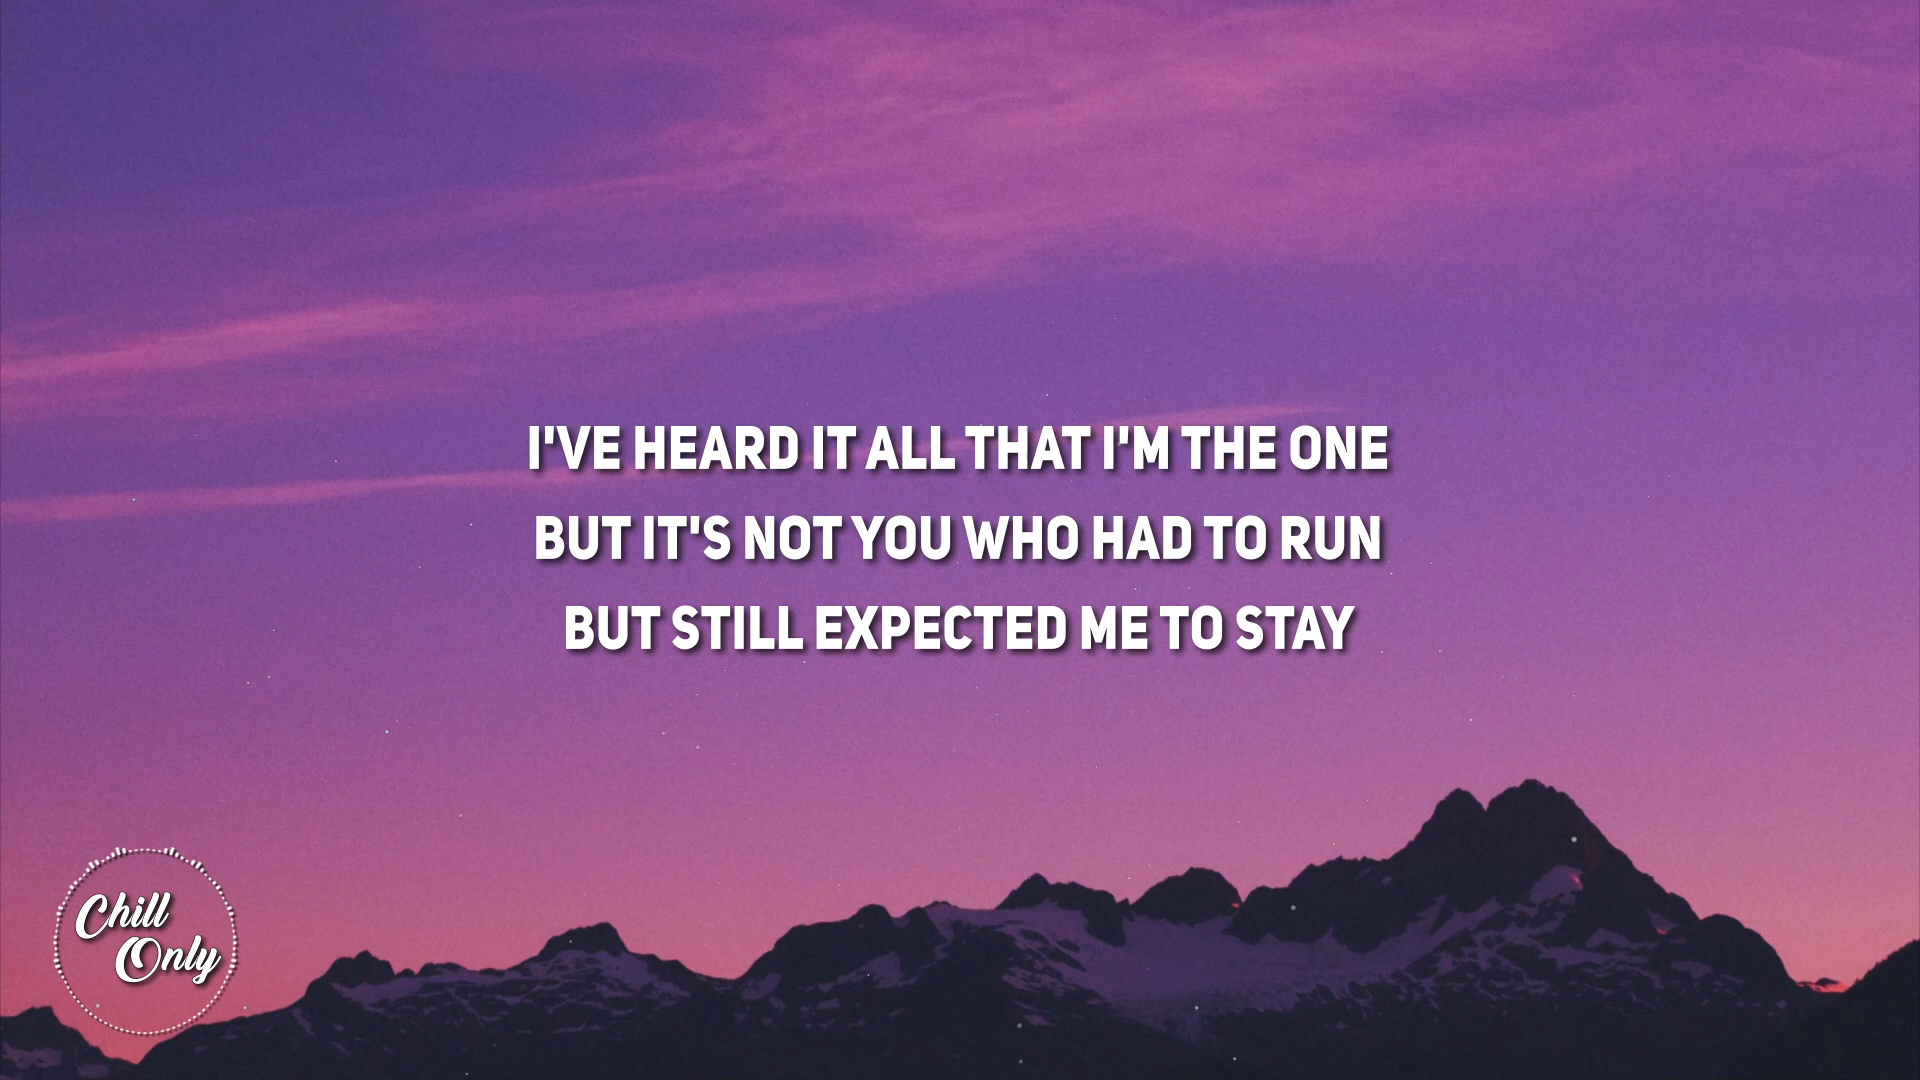 I'VE HEARD IT ALL THAT I'M THE ONE
BUT IT'S NOT YOU WHO HAD TO RUN
BUT STILL EXPECTED ME TO STAY
Chill
Only